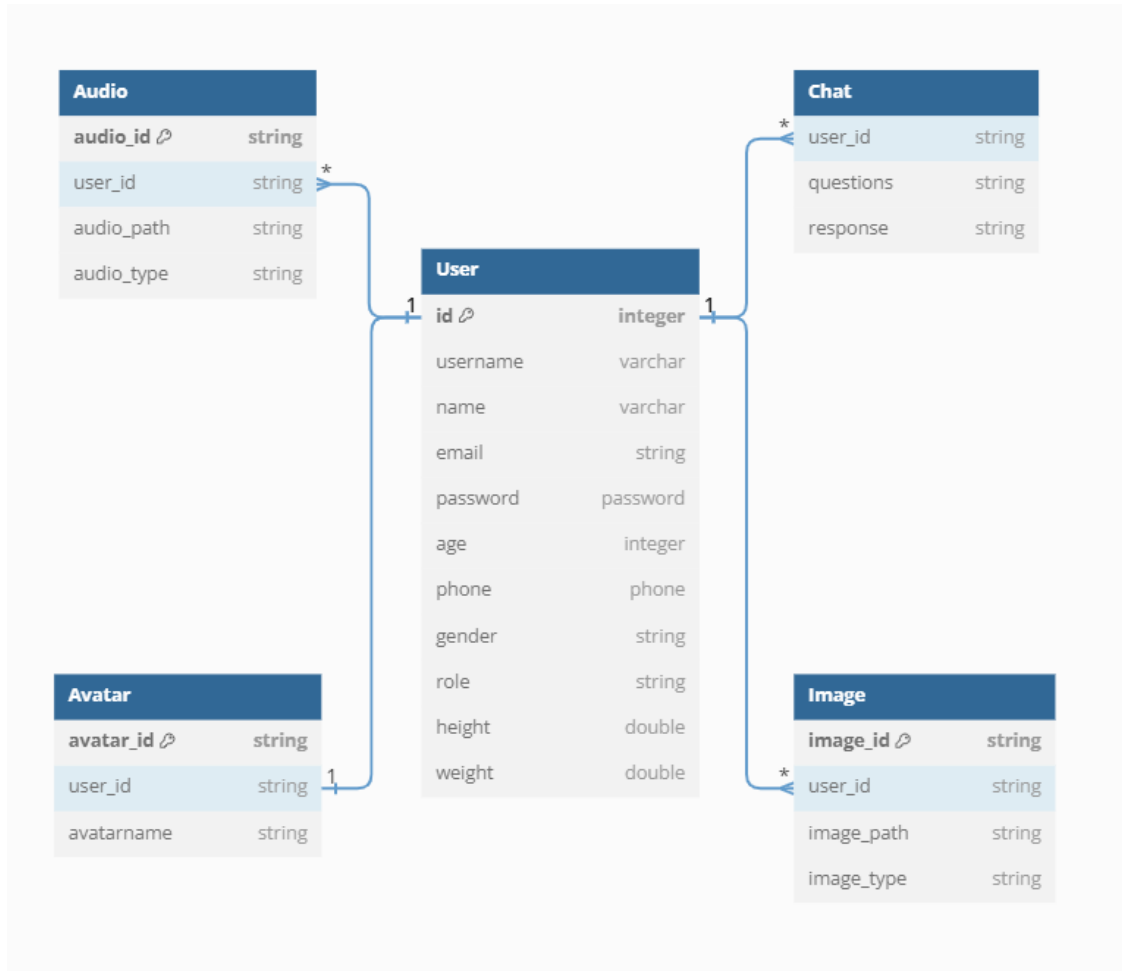 Audio
audio_id string
user_id string
audio_path string
audio_type string
*
Chat
user_id string
questions string
response string
*
User
id integer
username varchar
name varchar
email string
password password
age integer
phone phone
gender string
role string
height double
weight double
1
1
Avatar
avatar_id string
user_id string
avatarname string
1
Image
image_id string
user_id string
image_path string
image_type string
*